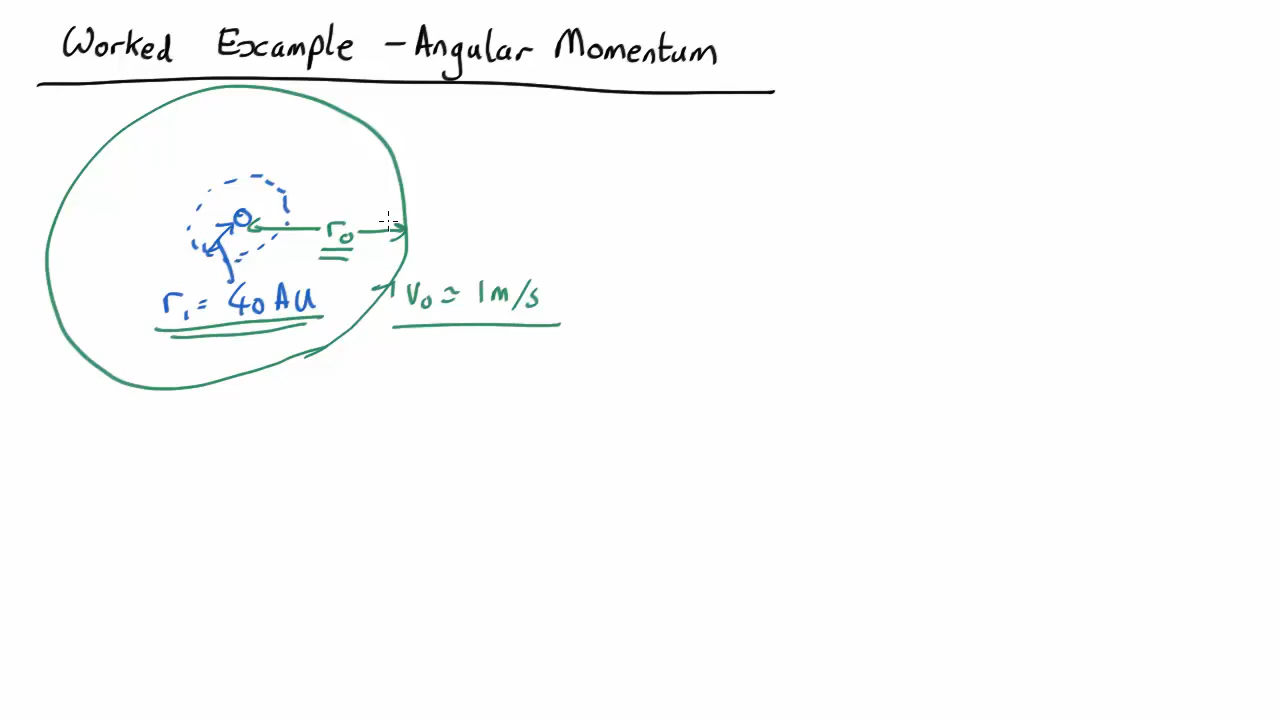 Worked Example - Angular Momentum
r₀
r₁ = 40 AU
v₀ ≈ 1m/s